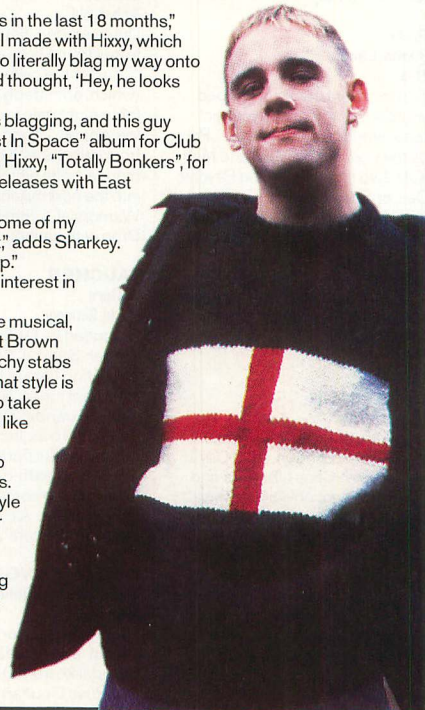 s in the last 18 months,”
I made with Hixxy, which
o literally blag my way onto
d thought, ‘Hey, he looks
s blagging, and this guy
st In Space” album for Club
Hixxy, “Totally Bonkers”, for
eleases with East
ome of my
,” adds Sharkey.
p.”
interest in
e musical,
t Brown
chy stabs
hat style is
o take
like
o
s.
yle
g